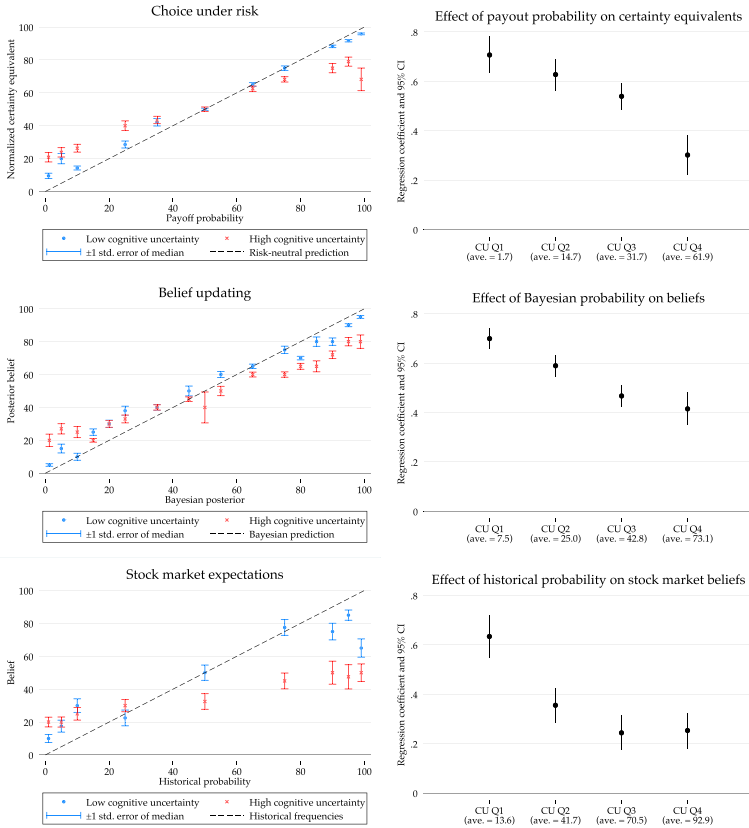 Choice under risk
Normalized certainty equivalent
100
80
60
40
20
0
0 20 40 60 80 100
Payoff probability
Low cognitive uncertainty High cognitive uncertainty
±1 std. error of median Risk-neutral prediction
Effect of payout probability on certainty equivalents
Regression coefficient and 95% CI
.8
.6
.4
.2
0
CU Q1 CU Q2 CU Q3 CU Q4
(ave. = 1.7) (ave. = 14.7) (ave. = 31.7) (ave. = 61.9)
Belief updating
Posterior belief
100
80
60
40
20
0
0 20 40 60 80 100
Bayesian posterior
Low cognitive uncertainty High cognitive uncertainty
±1 std. error of median Bayesian prediction
Effect of Bayesian probability on beliefs
Regression coefficient and 95% CI
.8
.6
.4
.2
0
CU Q1 CU Q2 CU Q3 CU Q4
(ave. = 7.5) (ave. = 25.0) (ave. = 42.8) (ave. = 73.1)
Stock market expectations
Belief
100
80
60
40
20
0
0 20 40 60 80 100
Historical probability
Low cognitive uncertainty High cognitive uncertainty
±1 std. error of median Historical frequencies
Effect of historical probability on stock market beliefs
Regression coefficient and 95% CI
.8
.6
.4
.2
0
CU Q1 CU Q2 CU Q3 CU Q4
(ave. = 13.6) (ave. = 41.7) (ave. = 70.5) (ave. = 92.9)